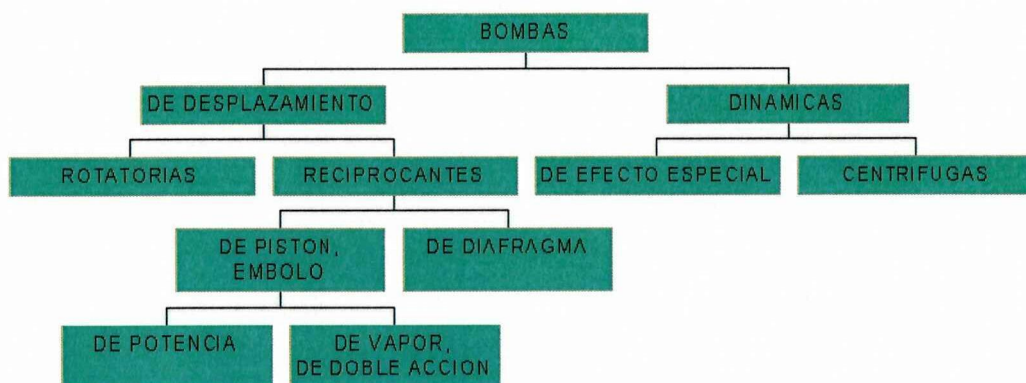 BOMBAS
DE DESPLAZAMIENTO
DINAMICAS
ROTATORIAS
RECIPROCANTES
DE EFECTO ESPECIAL
CENTRIFUGAS
DE PISTON,
EMBOLO
DE DIAFRAGMA
DE POTENCIA
DE VAPOR,
DE DOBLE ACCION